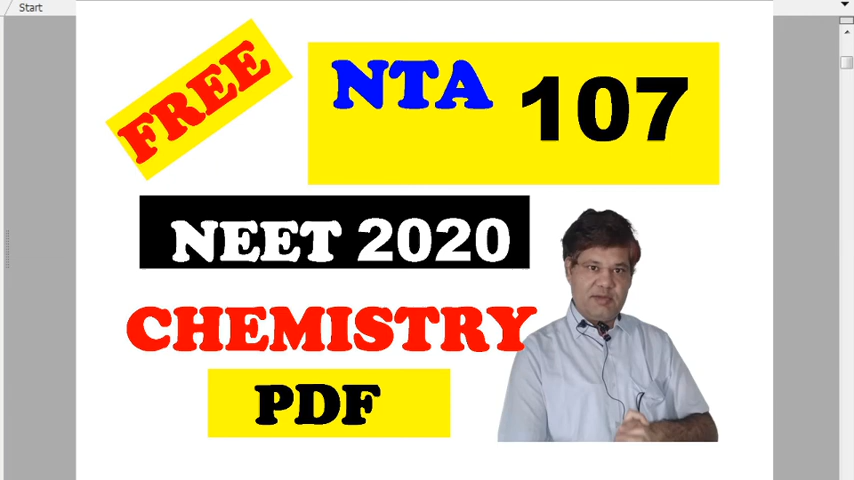 Start
FREE
NTA 107
NEET 2020
CHEMISTRY
PDF